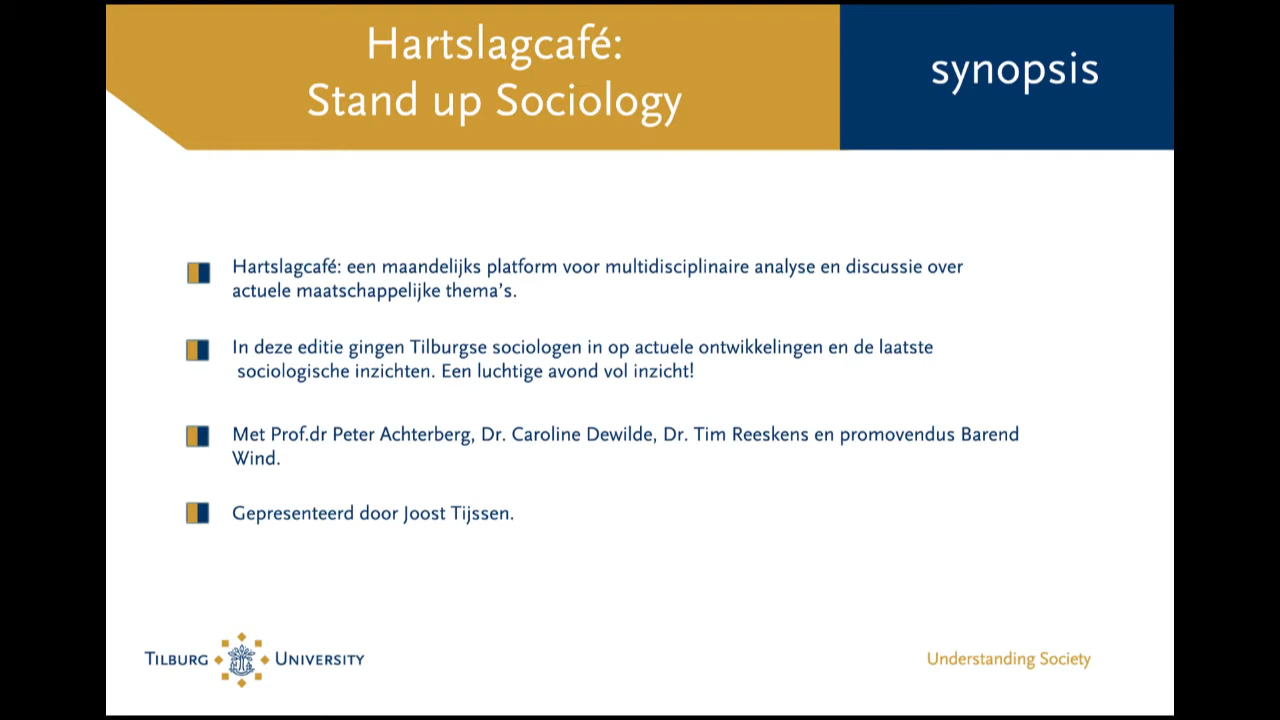 Hartslagcafé:
Stand up Sociology
synopsis
Hartslagcafé: een maandelijks platform voor multidisciplinaire analyse en discussie over
actuele maatschappelijke thema's.
In deze editie gingen Tilburgse sociologen in op actuele ontwikkelingen en de laatste
sociologische inzichten. Een luchtige avond vol inzicht!
Met Prof.dr Peter Achterberg, Dr. Caroline Dewilde, Dr. Tim Reeskens en promovendus Barend
Wind.
Gepresenteerd door Joost Tijssen.
TILBURG UNIVERSITY
Understanding Society